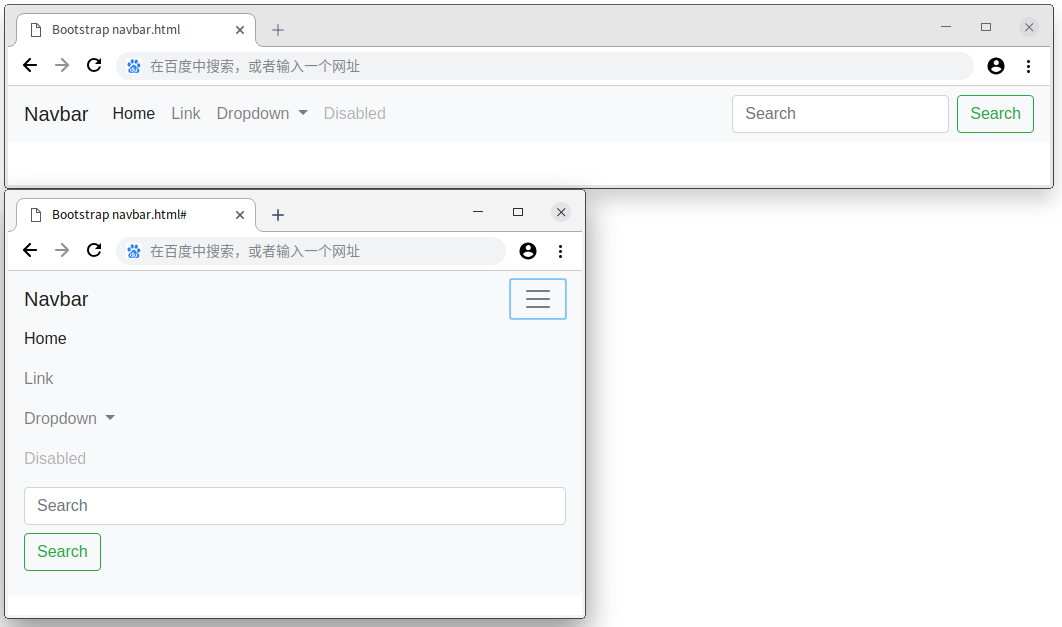 Bootstrap navbar.html
在百度中搜索，或者输入一个网址
Navbar Home Link Dropdown Disabled Search Search
Bootstrap navbar.html#
在百度中搜索，或者输入一个网址
Navbar
Home
Link
Dropdown
Disabled
Search
Search